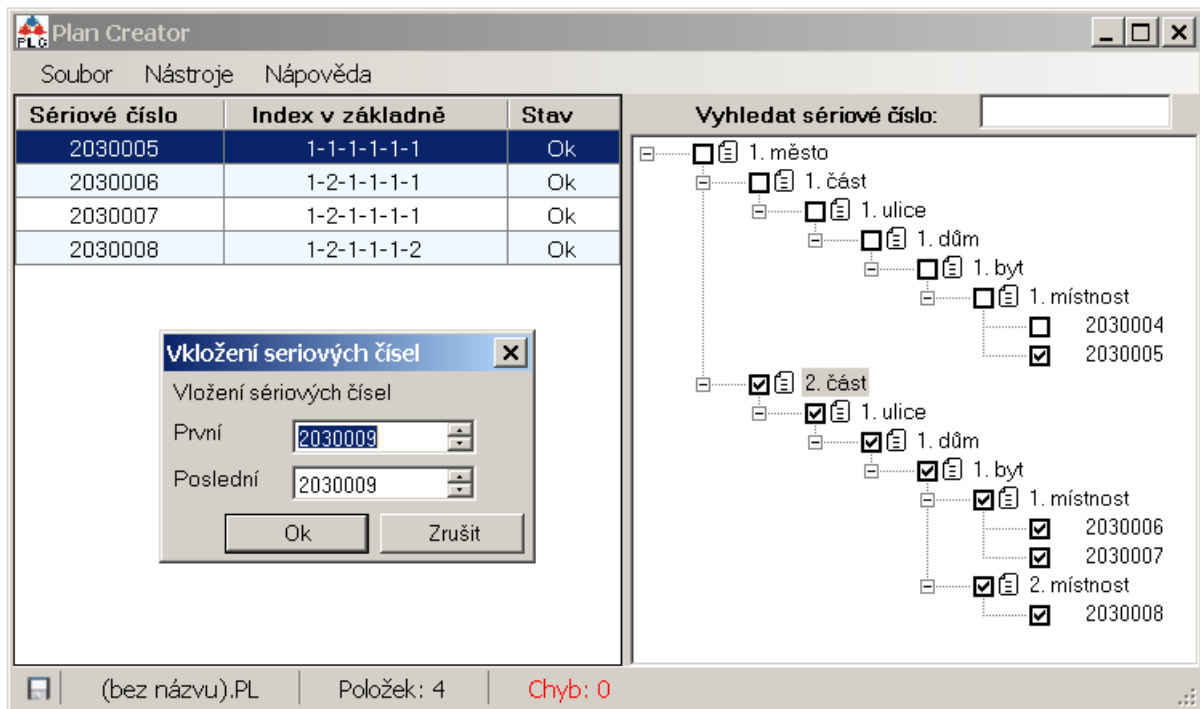 PLC Plan Creator
Soubor Nástroje Nápověda
Sériové číslo Index v základně Stav
2030005 1-1-1-1-1-1 Ok
2030006 1-2-1-1-1-1 Ok
2030007 1-2-1-1-1-1 Ok
2030008 1-2-1-1-1-2 Ok
Vkložení seriových čísel
Vložení sériových čísel
První 2030009
Poslední 2030009
Ok Zrušit
Vyhledat sériové číslo:
1. město
1. část
1. ulice
1. dům
1. byt
1. místnost
2030004
2030005
2. část
1. ulice
1. dům
1. byt
1. místnost
2030006
2030007
2. místnost
2030008
(bez názvu).PL Položek: 4 Chyb: 0